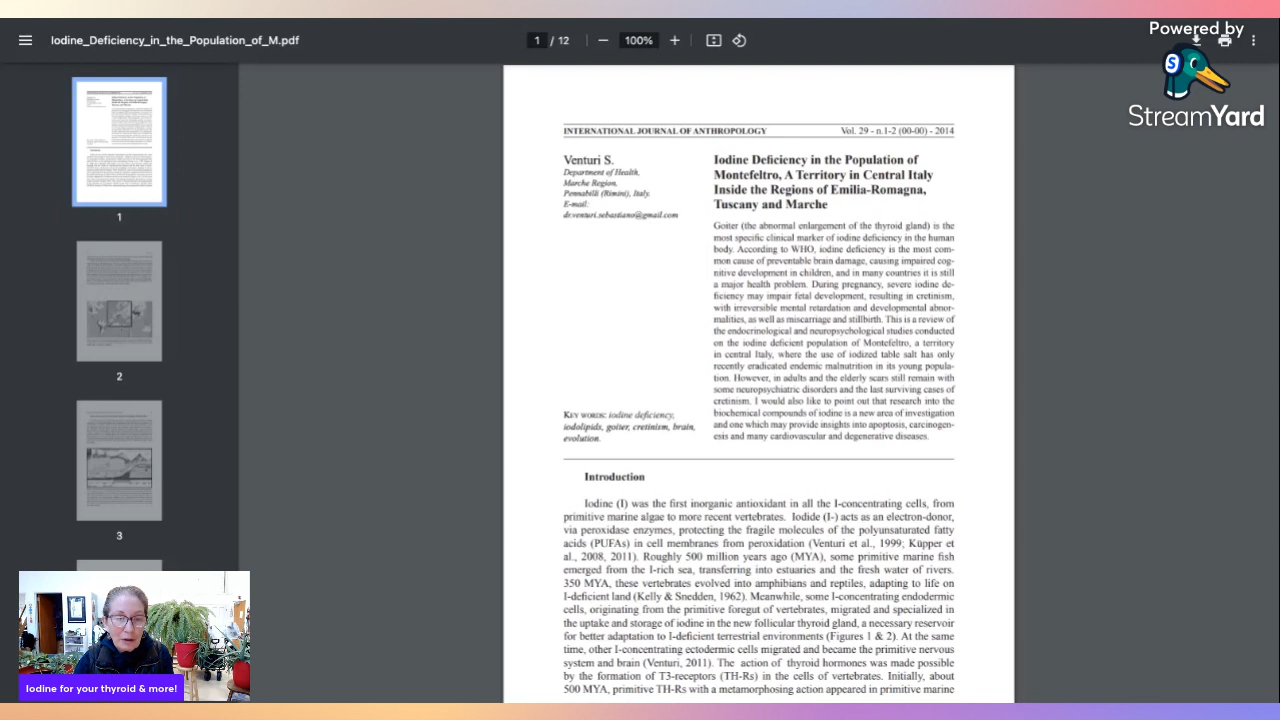 Iodine_Deficiency_in_the_Population_of_M.pdf
1 / 12
100%
Powered by
StreamYard
1
2
3
INTERNATIONAL JOURNAL OF ANTHROPOLOGY
Vol. 29 - n.1-2 (00-00) - 2014
Venturi S.
Department of Health,
Marche Region,
Pennabilli (Rimini), Italy.
E-mail:
dr.venturi.sebastiano@gmail.com
KEY WORDS: iodine deficiency,
iodolipids, goiter, cretinism, brain,
evolution.
Iodine Deficiency in the Population of
Montefeltro, A Territory in Central Italy
Inside the Regions of Emilia-Romagna,
Tuscany and Marche
Goiter (the abnormal enlargement of the thyroid gland) is the
most specific clinical marker of iodine deficiency in the human
body. According to WHO, iodine deficiency is the most com-
mon cause of preventable brain damage, causing impaired cog-
nitive development in children, and in many countries it is still
a major health problem. During pregnancy, severe iodine de-
ficiency may impair fetal development, resulting in cretinism,
with irreversible mental retardation and developmental abnor-
malities, as well as miscarriage and stillbirth. This is a review of
the endocrinological and neuropsychological studies conducted
on the iodine deficient population of Montefeltro, a territory
in central Italy, where the use of iodized table salt has only
recently eradicated endemic malnutrition in its young popula-
tion. However, in adults and the elderly scars still remain with
some neuropsychiatric disorders and the last surviving cases of
cretinism. I would also like to point out that research into the
biochemical compounds of iodine is a new area of investigation
and one which may provide insights into apoptosis, carcinogen-
esis and many cardiovascular and degenerative diseases.
Introduction
Iodine (I) was the first inorganic antioxidant in all the I-concentrating cells, from
primitive marine algae to more recent vertebrates. Iodide (I-) acts as an electron-donor,
via peroxidase enzymes, protecting the fragile molecules of the polyunsaturated fatty
acids (PUFAs) in cell membranes from peroxidation (Venturi et al., 1999; Küpper et
al., 2008, 2011). Roughly 500 million years ago (MYA), some primitive marine fish
emerged from the I-rich sea, transferring into estuaries and the fresh water of rivers.
350 MYA, these vertebrates evolved into amphibians and reptiles, adapting to life on
I-deficient land (Kelly & Snedden, 1962). Meanwhile, some I-concentrating endodermic
cells, originating from the primitive foregut of vertebrates, migrated and specialized in
the uptake and storage of iodine in the new follicular thyroid gland, a necessary reservoir
for better adaptation to I-deficient terrestrial environments (Figures 1 & 2). At the same
time, other I-concentrating ectodermic cells migrated and became the primitive nervous
system and brain (Venturi, 2011). The action of thyroid hormones was made possible
by the formation of T3-receptors (TH-Rs) in the cells of vertebrates. Initially, about
500 MYA, primitive TH-Rs with a metamorphosing action appeared in primitive marine
Iodine for your thyroid & more!